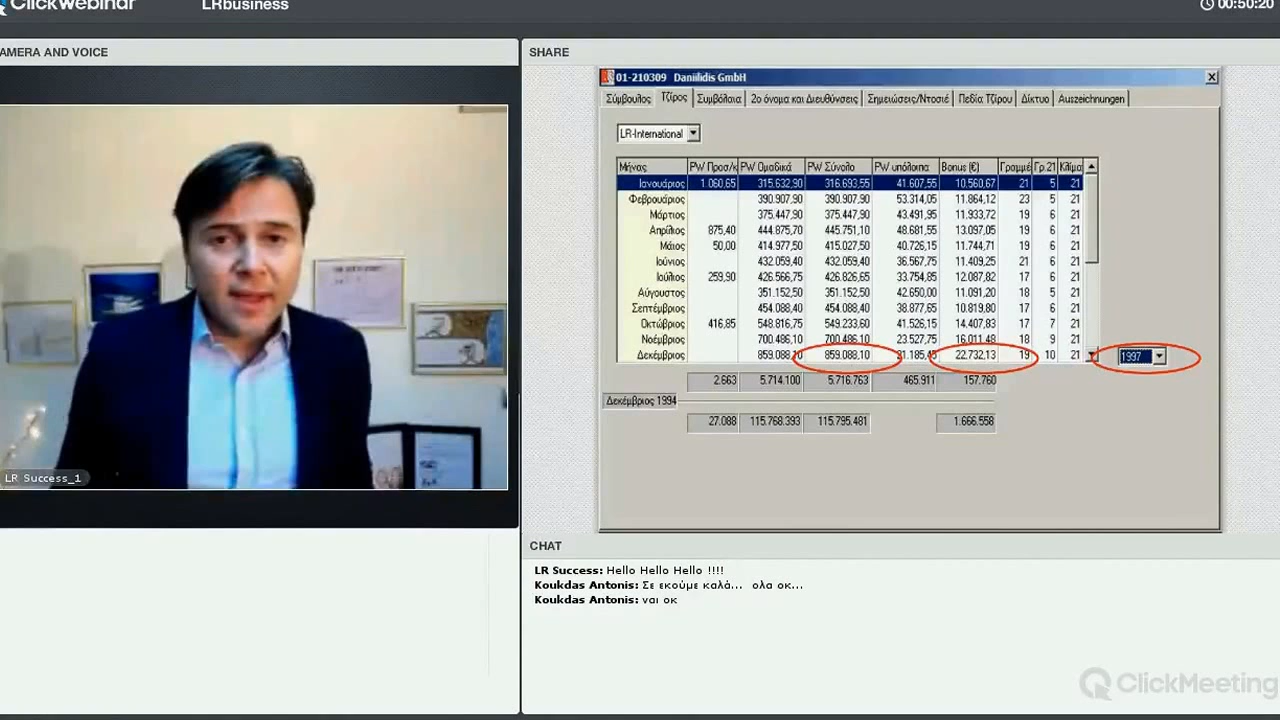 ClickWebinar
LRbusiness
00:50:20
AMERA AND VOICE
SHARE
01-210309 Daniilidis GmbH
Σύμβουλος Τζίρος Συμβόλαια 2ο όνομα και Διευθύνσεις Σημειώσεις/Ντοσιέ Πεδία Τζίρου Δίκτυο Auszeichnungen
LR-International
Μήνας PW Προσ/κ PW Ομαδικά PW Σύνολο PW υπόλοιπα Bonus (€) Γραμμέ Γρ.21 Κλίμα
Ιανουάριος 1.060,65 315.632,90 316.693,55 41.607,55 10.560,67 21 5 21
Φεβρουάριος 390.907,90 390.907,90 53.314,05 11.864,12 23 5 21
Μάρτιος 375.447,90 375.447,90 43.491,95 11.933,72 19 6 21
Απρίλιος 875,40 444.875,70 445.751,10 48.681,55 13.097,05 19 6 21
Μάιος 50,00 414.977,50 415.027,50 40.726,15 11.744,71 19 6 21
Ιούνιος 432.059,40 432.059,40 36.567,75 11.409,25 21 6 21
Ιούλιος 259,90 426.566,75 426.826,65 33.754,85 12.087,82 17 6 21
Αύγουστος 351.152,50 351.152,50 42.650,00 11.091,20 18 5 21
Σεπτέμβριος 454.088,40 454.088,40 38.877,65 10.819,80 17 6 21
Οκτώβριος 416,85 548.816,75 549.233,60 41.526,15 14.407,83 17 7 21
Νοέμβριος 700.486,10 700.486,10 23.527,75 16.011,48 18 9 21
Δεκέμβριος 859.088,10 859.088,10 22.732,13 19 10 21
1997
2.663 5.714.100 5.716.763 465.911 157.760
Δεκέμβριος 1994
27.088 115.768.393 115.795.481 1.666.558
LR Success_1
CHAT
LR Success: Hello Hello Hello !!!!
Koukdas Antonis: Σε εκούμε καλά... ολα οκ...
Koukdas Antonis: ναι οκ
ClickMeeting